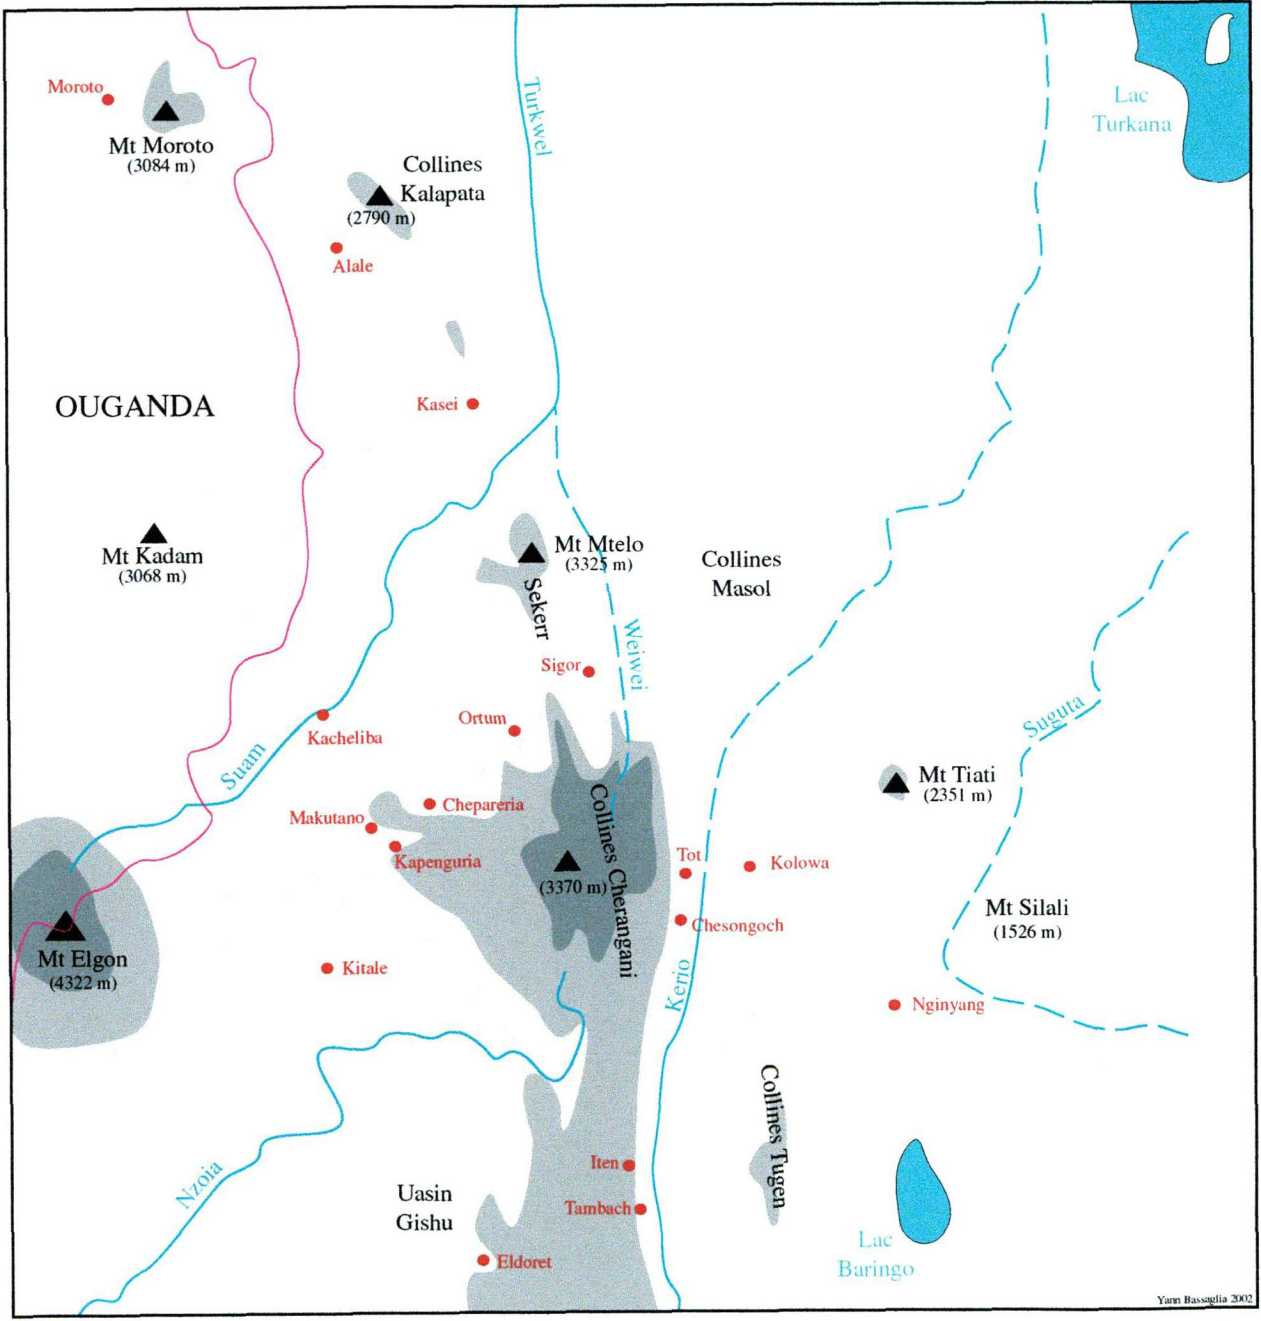 Moroto
Mt Moroto
(3084 m)
Turkwel
Lac
Turkana
Collines
Kalapata
(2790 m)
Alale
OUGANDA
Kasei
Mt Kadam
(3068 m)
Mt Mtelo
(3325 m)
Sekerr
Collines
Masol
Weiwei
Sigor
Ortum
Kacheliba
Suam
Suguta
Mt Tiati
(2351 m)
Makutano
Chepareria
Kapenguria
Collines Cherangani
(3370 m)
Tot
Kolowa
Chesongoch
Mt Silali
(1526 m)
Mt Elgon
(4322 m)
Kitale
Kerio
Nginyang
Collines Tugen
Nzoia
Iten
Uasin
Gishu
Tambach
Eldoret
Lac
Baringo
Yann Bassaglia 2002